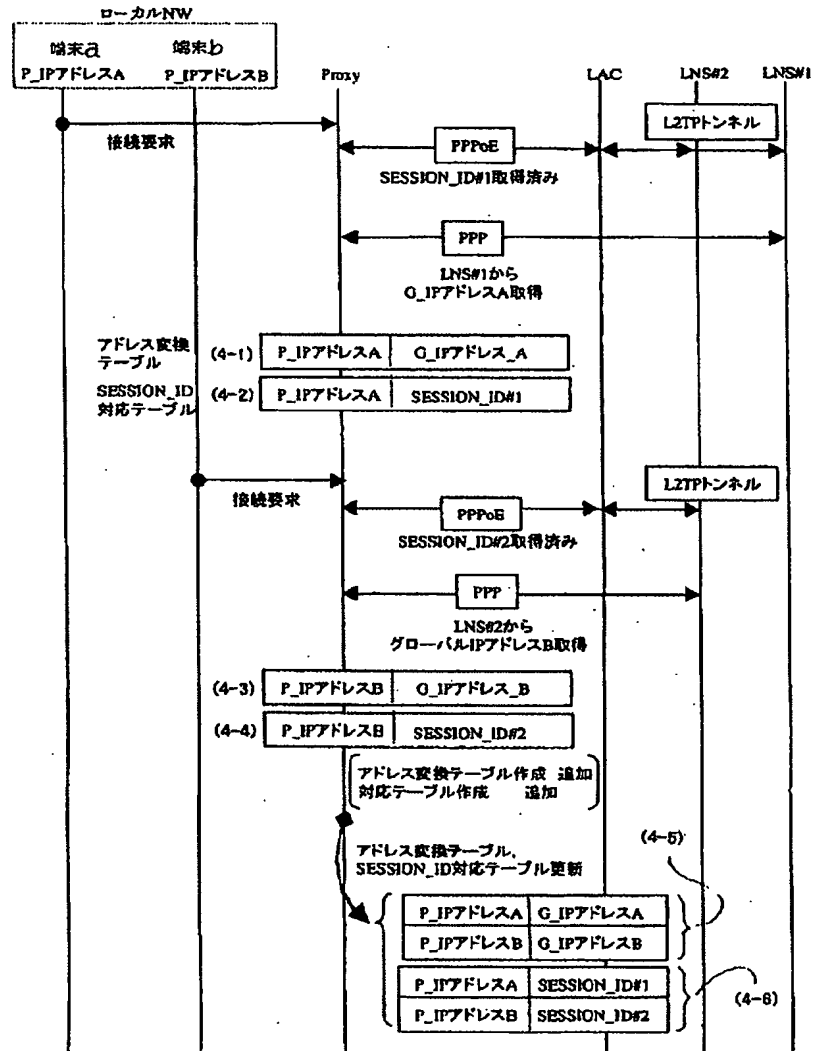 ローカルNW
端末a 端末b
P_IPアドレスA P_IPアドレスB Proxy LAC LNS#2 LNS#1
L2TPトンネル
接続要求
PPPoE
SESSION_ID#1取得済み
PPP
LNS#1から
G_IPアドレスA取得
アドレス変換
テーブル
(4-1) P_IPアドレスA G_IPアドレス_A
SESSION_ID
対応テーブル
(4-2) P_IPアドレスA SESSION_ID#1
L2TPトンネル
接続要求
PPPoE
SESSION_ID#2取得済み
PPP
LNS#2から
グローバルIPアドレスB取得
(4-3) P_IPアドレスB G_IPアドレス_B
(4-4) P_IPアドレスB SESSION_ID#2
アドレス変換テーブル作成 追加
対応テーブル作成 追加
(4-5)
アドレス変換テーブル,
SESSION_ID対応テーブル更新
P_IPアドレスA G_IPアドレスA
P_IPアドレスB G_IPアドレスB
P_IPアドレスA SESSION_ID#1
P_IPアドレスB SESSION_ID#2
(4-6)